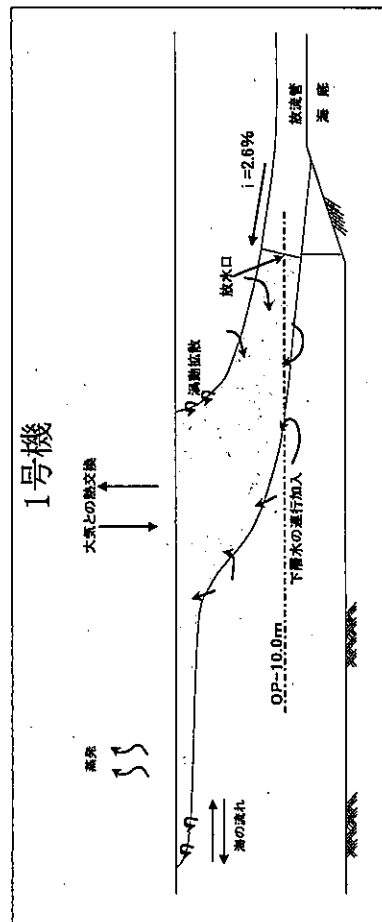 1号機
蒸発
大気との熱交換
渦動拡散
i=2.6%
放水口
放流管
海底
海の流れ
OP-10.0m
下層水の連行加入